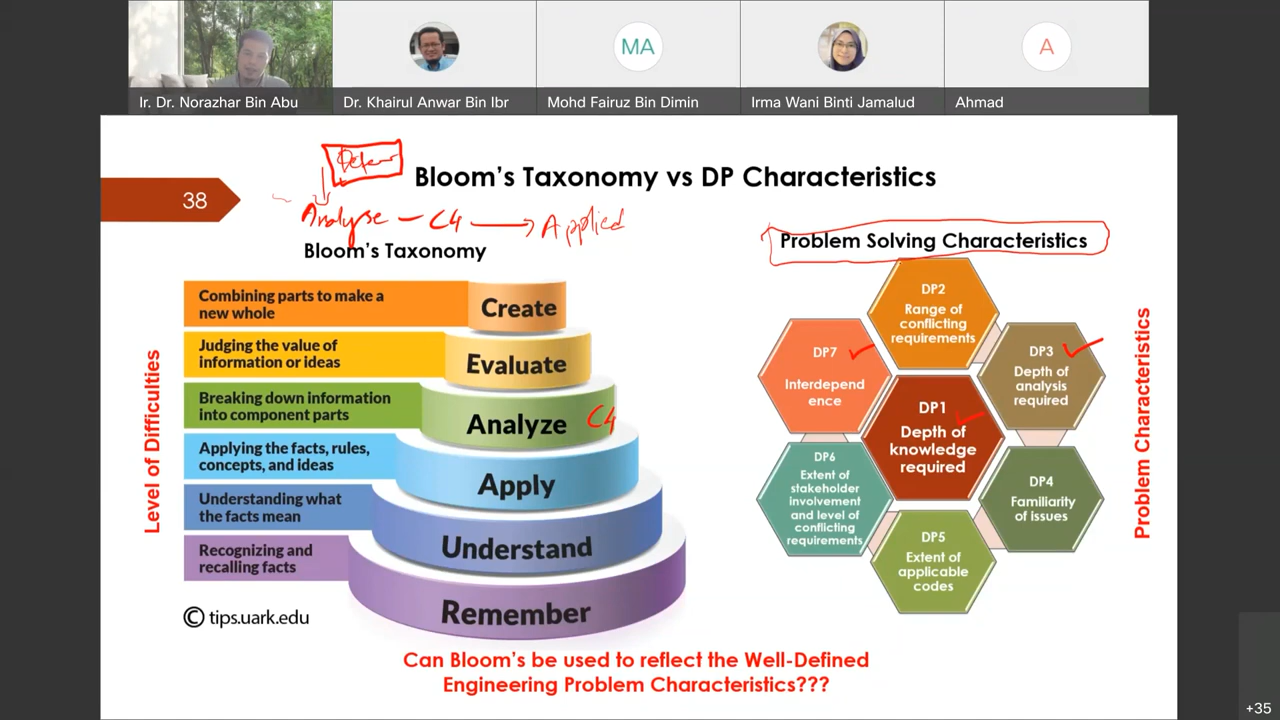 MA
A
Ir. Dr. Norazhar Bin Abu
Dr. Khairul Anwar Bin Ibr
Mohd Fairuz Bin Dimin
Irma Wani Binti Jamalud
Ahmad
38
Bloom's Taxonomy vs DP Characteristics
Analyse – C4 → Applied
Bloom's Taxonomy
Level of Difficulties
Combining parts to make a
new whole
Create
Judging the value of
information or ideas
Evaluate
Breaking down information
into component parts
Analyze
C4
Applying the facts, rules,
concepts, and ideas
Apply
Understanding what
the facts mean
Understand
Recognizing and
recalling facts
Remember
© tips.uark.edu
Problem Solving Characteristics
DP2
Range of
conflicting
requirements
DP7
Interdepend
ence
DP3
Depth of
analysis
required
DP1
Depth of
knowledge
required
DP6
Extent of
stakeholder
involvement
and level of
conflicting
requirements
DP4
Familiarity
of issues
DP5
Extent of
applicable
codes
Problem Characteristics
Can Bloom's be used to reflect the Well-Defined
Engineering Problem Characteristics???
+35